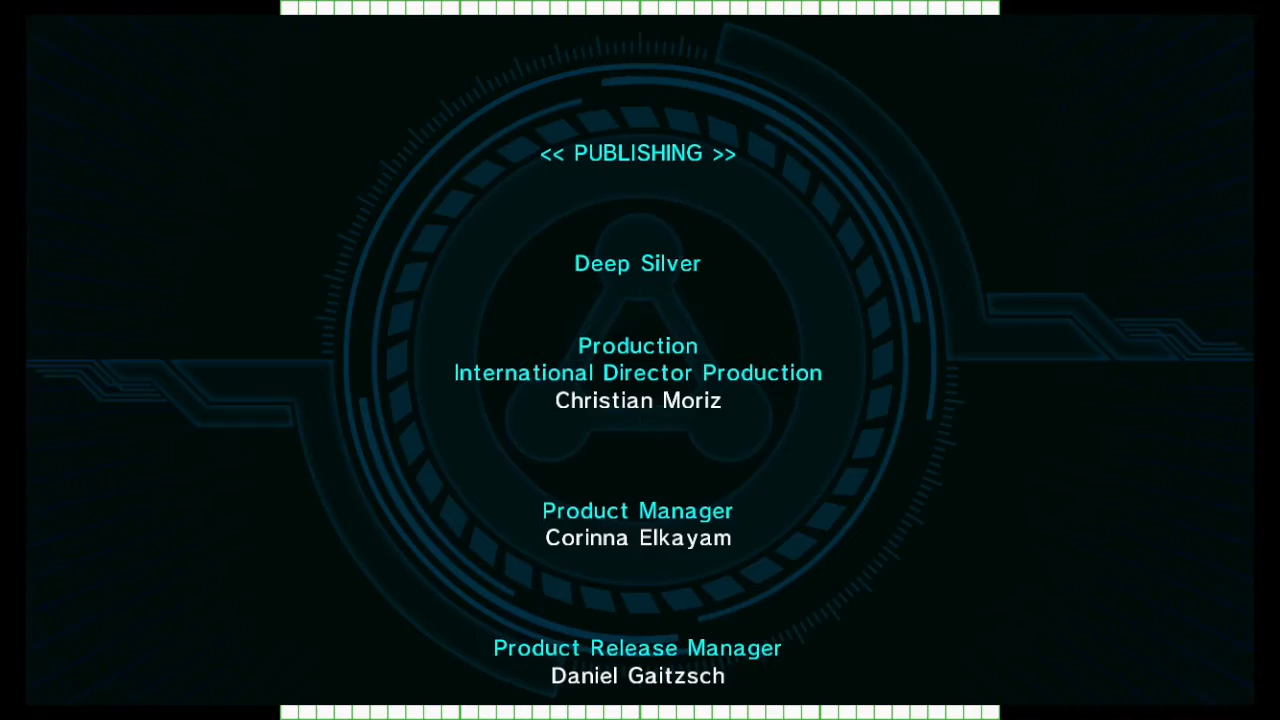 << PUBLISHING >>
Deep Silver
Production
International Director Production
Christian Moriz
Product Manager
Corinna Elkayam
Product Release Manager
Daniel Gaitzsch